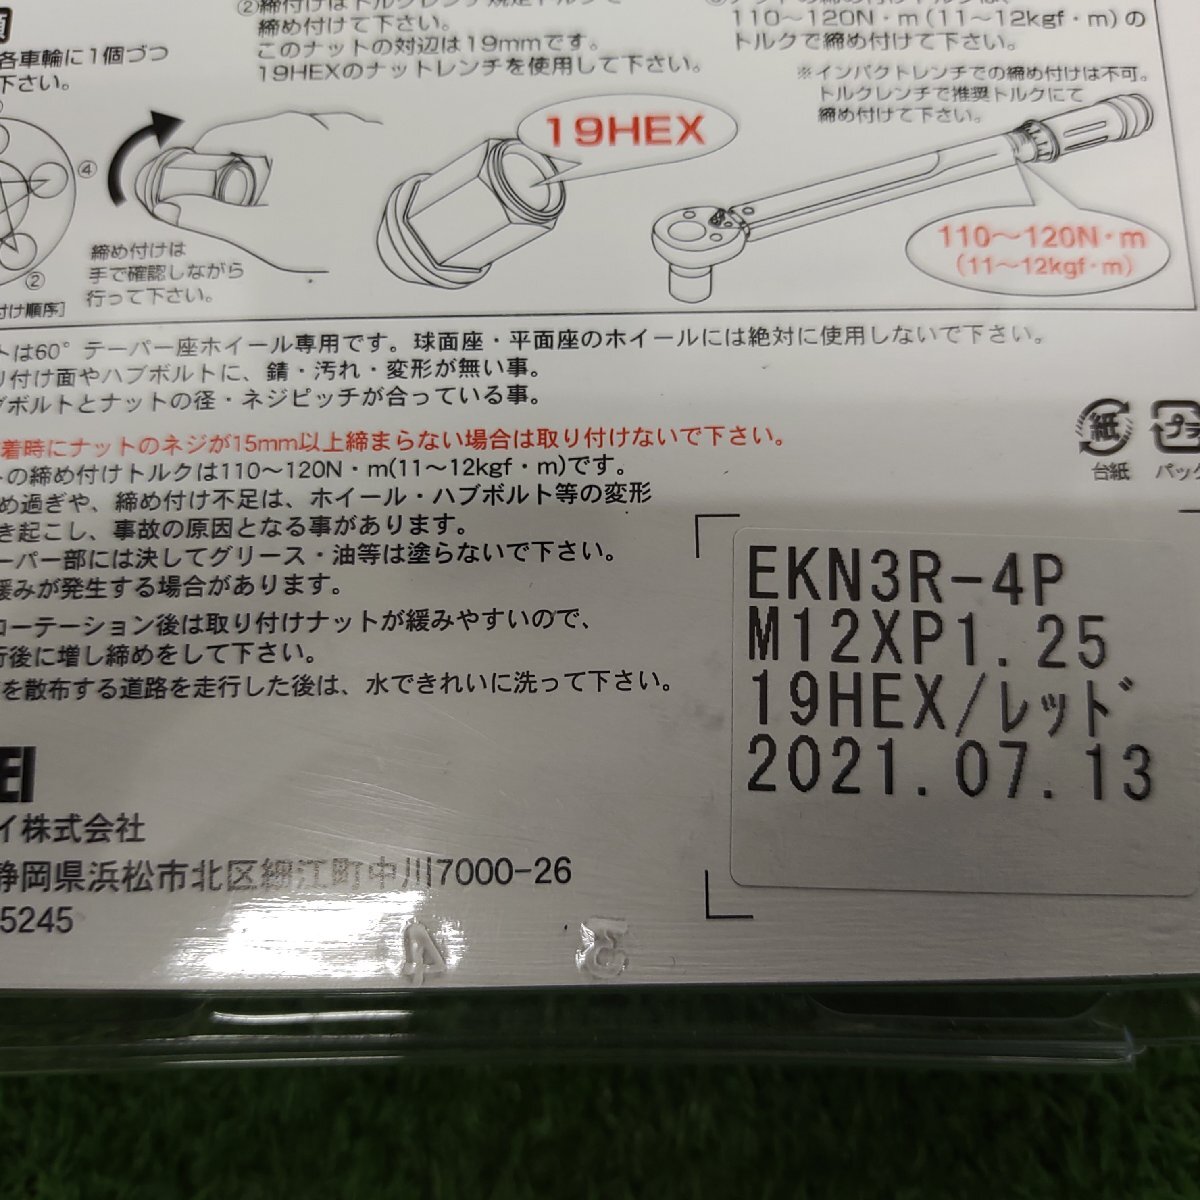 ②締付けはトルクレンチ規定トルクで
締め付けて下さい。
このナットの対辺は19mmです。
19HEXのナットレンチを使用して下さい。
110～120N・m(11～12kgf・m)の
トルクで締め付けて下さい。
※インパクトレンチでの締め付けは不可。
トルクレンチで推奨トルクにて
締め付けて下さい。
各車輪に1個づつ
下さい。
④
②
付け順序]
締め付けは
手で確認しながら
行って下さい。
19HEX
110～120N・m
(11～12kgf・m)
トは60°テーパー座ホイール専用です。球面座・平面座のホイールには絶対に使用しないで下さい。
り付け面やハブボルトに、錆・汚れ・変形が無い事。
ブボルトとナットの径・ネジピッチが合っている事。
着時にナットのネジが15mm以上締まらない場合は取り付けないで下さい。
トの締め付けトルクは110～120N・m(11～12kgf・m)です。
め過ぎや、締め付け不足は、ホイール・ハブボルト等の変形
き起こし、事故の原因となる事があります。
ーパー部には決してグリース・油等は塗らないで下さい。
緩みが発生する場合があります。
ローテーション後は取り付けナットが緩みやすいので、
行後に増し締めをして下さい。
を散布する道路を走行した後は、水できれいに洗って下さい。
紙
台紙
プラ
パック
EKN3R-4P
M12XP1.25
19HEX/ﾚｯﾄﾞ
2021.07.13
EI
イ株式会社
静岡県浜松市北区細江町中川7000-26
5245